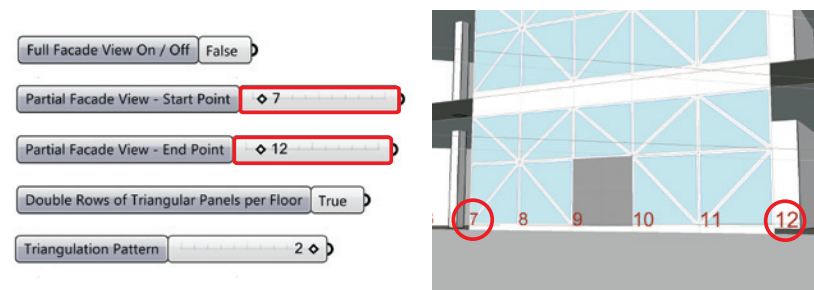 Full Facade View On / Off False
Partial Facade View - Start Point 7
Partial Facade View - End Point 12
Double Rows of Triangular Panels per Floor True
Triangulation Pattern 2
7 8 9 10 11 12